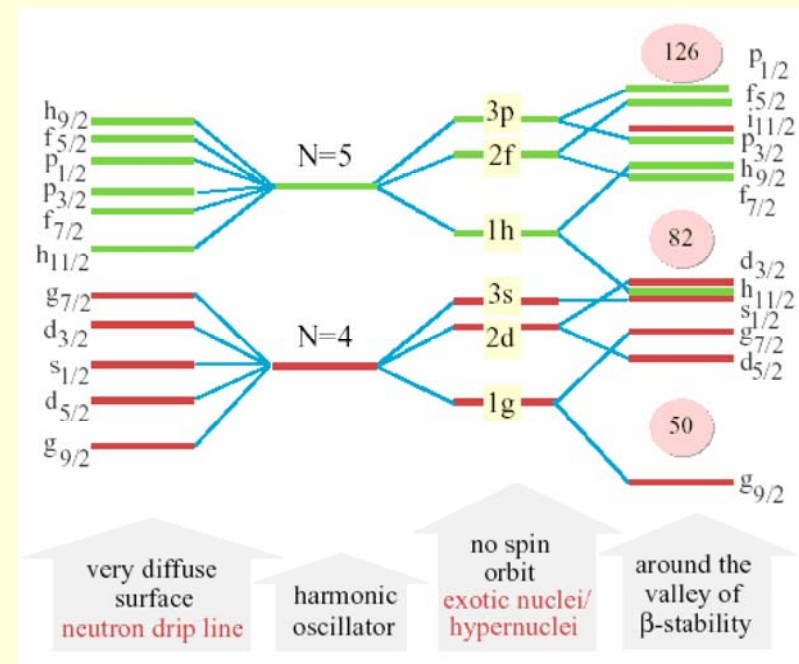 h9/2
f5/2
p1/2
p3/2
f7/2
h11/2
g7/2
d3/2
s1/2
d5/2
g9/2
N=5
N=4
3p
2f
1h
3s
2d
1g
126
p1/2
f5/2
i11/2
p3/2
h9/2
f7/2
82
d3/2
h11/2
s1/2
g7/2
d5/2
50
g9/2
very diffuse
surface
neutron drip line
harmonic
oscillator
no spin
orbit
exotic nuclei/
hypernuclei
around the
valley of
β-stability